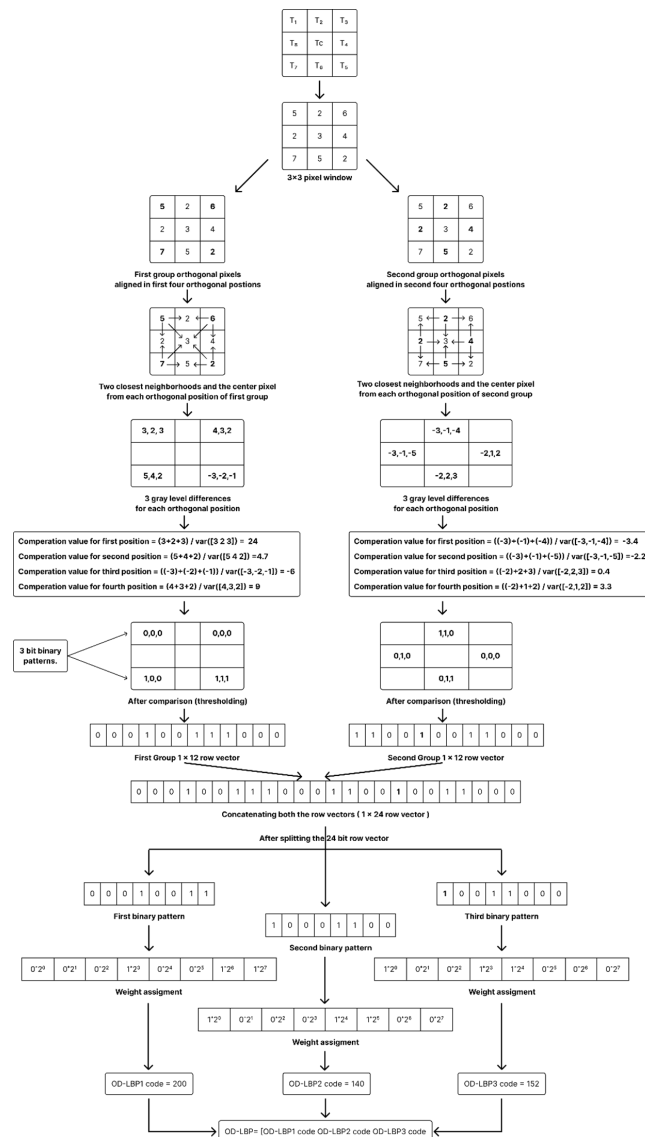 T₁ T₂ T₃
T₈ TC T₄
T₇ T₆ T₅
5 2 6
2 3 4
7 5 2
3×3 pixel window
5 2 6
2 3 4
7 5 2
First group orthogonal pixels
aligned in first four orthogonal postions
5 2 6
2 3 4
7 5 2
Second group orthogonal pixels
aligned in second four orthogonal postions
5 2 6
2 3 4
7 5 2
Two closest neighborhoods and the center pixel
from each orthogonal position of first group
5 2 6
2 3 4
7 5 2
Two closest neighborhoods and the center pixel
from each orthogonal position of second group
3, 2, 3 4,3,2
5,4,2 -3,-2,-1
3 gray level differences
for each orthogonal position
-3,-1,-4
-3,-1,-5 -2,1,2
-2,2,3
3 gray level differences
for each orthogonal position
Comperation value for first position = (3+2+3) / var([3 2 3]) = 24
Comperation value for second position = (5+4+2) / var([5 4 2]) =4.7
Comperation value for third position = ((-3)+(-2)+(-1)) / var([-3,-2,-1]) = -6
Comperation value for fourth position = (4+3+2) / var([4,3,2]) = 9
Comperation value for first position = ((-3)+(-1)+(-4)) / var([-3,-1,-4]) = -3.4
Comperation value for second position = ((-3)+(-1)+(-5)) / var([-3,-1,-5]) =-2.2
Comperation value for third position = ((-2)+2+3) / var([-2,2,3]) = 0.4
Comperation value for fourth position = ((-2)+1+2) / var([-2,1,2]) = 3.3
3 bit binary
patterns.
0,0,0 0,0,0
1,0,0 1,1,1
After comparison (thresholding)
1,1,0
0,1,0 0,0,0
0,1,1
After comparison (thresholding)
0 0 0 1 0 0 1 1 1 0 0 0
First Group 1 × 12 row vector
1 1 0 0 1 0 0 1 1 0 0 0
Second Group 1 × 12 row vector
0 0 0 1 0 0 1 1 1 0 0 0 1 1 0 0 1 0 0 1 1 0 0 0
Concatenating both the row vectors ( 1 × 24 row vector )
After splitting the 24 bit row vector
0 0 0 1 0 0 1 1
First binary pattern
1 0 0 0 1 1 0 0
Second binary pattern
1 0 0 1 1 0 0 0
Third binary pattern
0*2⁰ 0*2¹ 0*2² 1*2³ 0*2⁴ 0*2⁵ 1*2⁶ 1*2⁷
Weight assigment
1*2⁰ 0*2¹ 0*2² 0*2³ 1*2⁴ 1*2⁵ 0*2⁶ 0*2⁷
Weight assigment
1*2⁰ 0*2¹ 0*2² 1*2³ 1*2⁴ 0*2⁵ 0*2⁶ 0*2⁷
Weight assigment
OD-LBP1 code = 200
OD-LBP2 code = 140
OD-LBP3 code = 152
OD-LBP= [OD-LBP1 code OD-LBP2 code OD-LBP3 code